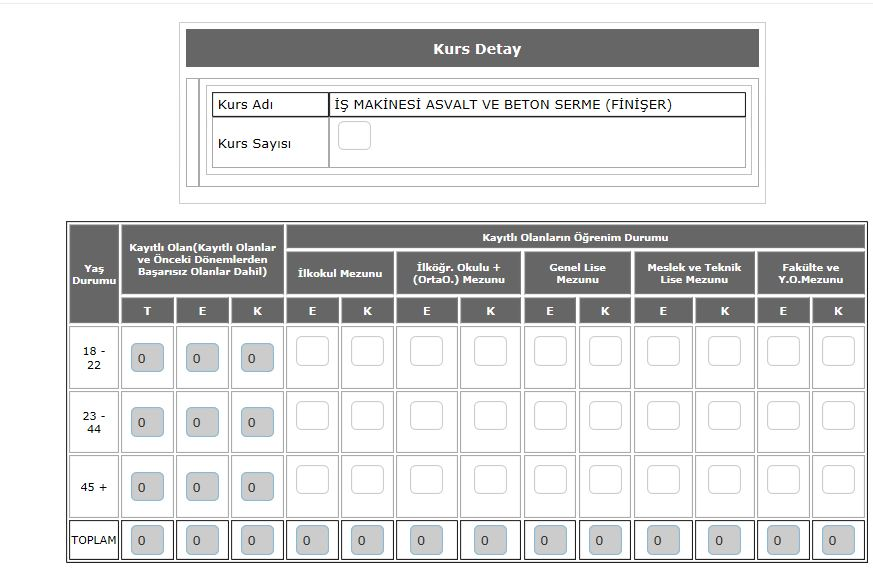 Kurs Detay
Kurs Adı İŞ MAKİNESİ ASVALT VE BETON SERME (FİNİŞER)
Kurs Sayısı
Yaş Durumu
Kayıtlı Olan(Kayıtlı Olanlar
ve Önceki Dönemlerden
Başarısız Olanlar Dahil)
Kayıtlı Olanların Öğrenim Durumu
İlkokul Mezunu
İlköğr. Okulu +
(OrtaO.) Mezunu
Genel Lise
Mezunu
Meslek ve Teknik
Lise Mezunu
Fakülte ve
Y.O.Mezunu
T E K E K E K E K E K E K
18 -
22
0 0 0
23 -
44
0 0 0
45 + 0 0 0
TOPLAM 0 0 0 0 0 0 0 0 0 0 0 0 0